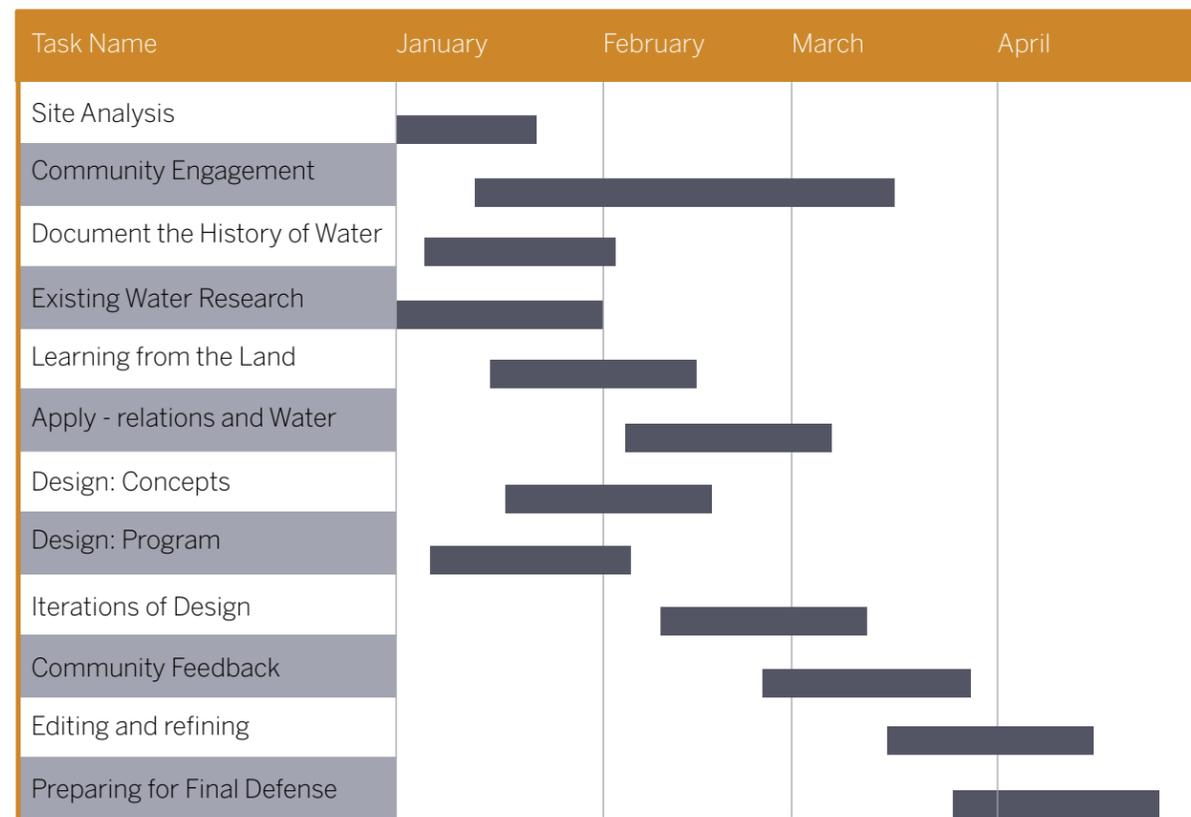 Task Name January February March April
Site Analysis
Community Engagement
Document the History of Water
Existing Water Research
Learning from the Land
Apply - relations and Water
Design: Concepts
Design: Program
Iterations of Design
Community Feedback
Editing and refining
Preparing for Final Defense